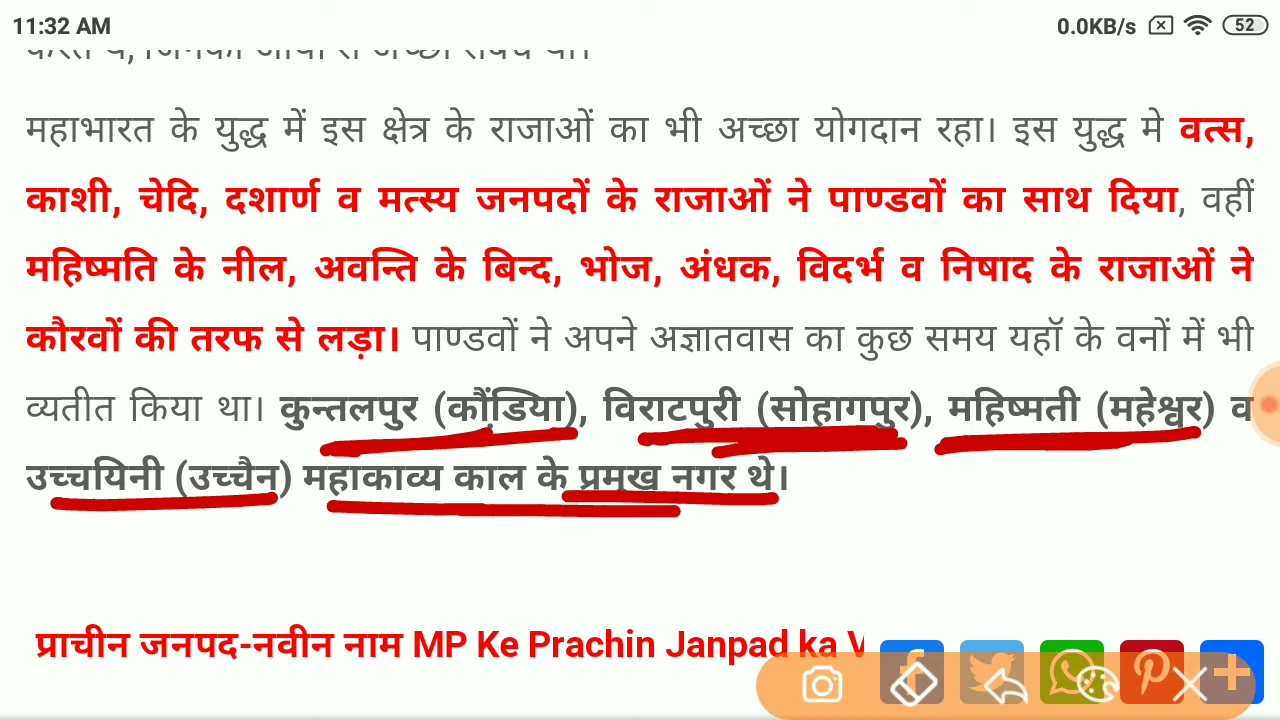 11:32 AM
0.0KB/s 52
महाभारत के युद्ध में इस क्षेत्र के राजाओं का भी अच्छा योगदान रहा। इस युद्ध मे वत्स,
काशी, चेदि, दशार्ण व मत्स्य जनपदों के राजाओं ने पाण्डवों का साथ दिया, वहीं
महिष्मति के नील, अवन्ति के बिन्द, भोज, अंधक, विदर्भ व निषाद के राजाओं ने
कौरवों की तरफ से लड़ा। पाण्डवों ने अपने अज्ञातवास का कुछ समय यहॉ के वनों में भी
व्यतीत किया था। कुन्तलपुर (कौंडिया), विराटपुरी (सोहागपुर), महिष्मती (महेश्वर) व
उच्चयिनी (उच्चैन) महाकाव्य काल के प्रमुख नगर थे।
प्राचीन जनपद-नवीन नाम MP Ke Prachin Janpad ka